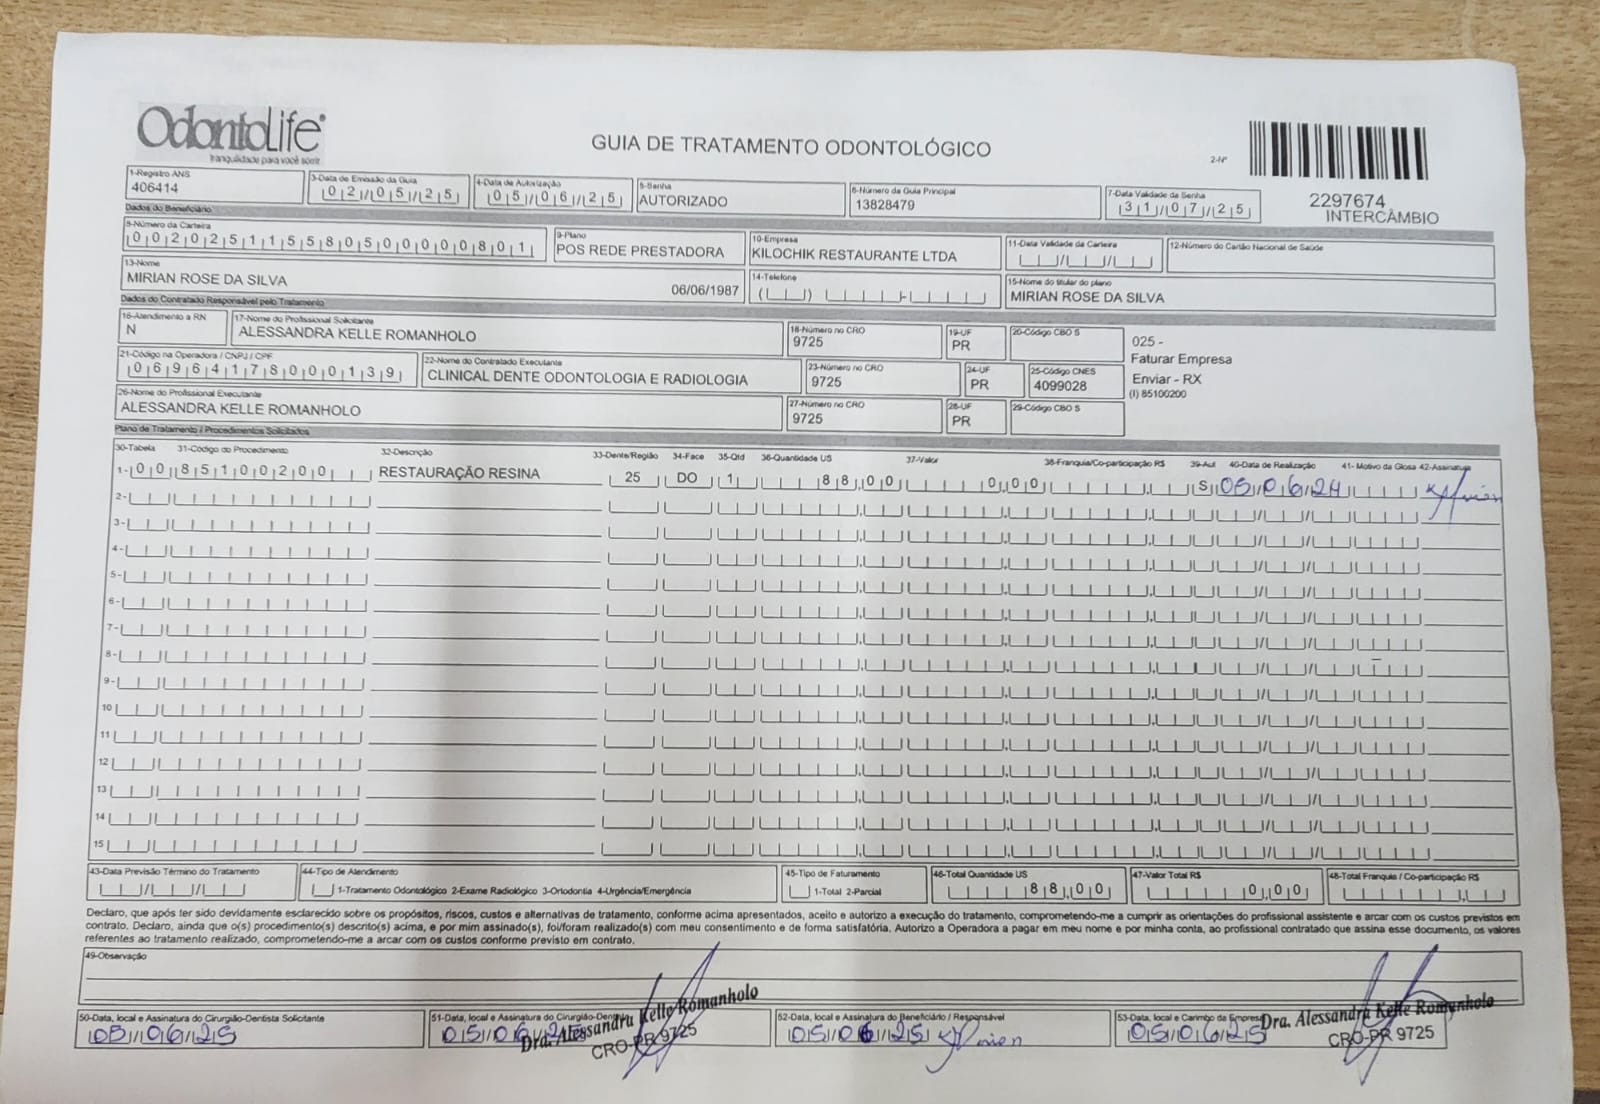 OdontoLife®
tranquilidade para você sorrir
GUIA DE TRATAMENTO ODONTOLÓGICO
2-Nº
2297674
INTERCÂMBIO
1-Registro ANS
406414
3-Data de Emissão da Guia
02/05/25
4-Data de Autorização
05/06/25
5-Senha
AUTORIZADO
6-Número da Guia Principal
13828479
7-Data Validade da Senha
31/07/25
Dados do Beneficiário
8-Número da Carteira
00202511558050000801
9-Plano
POS REDE PRESTADORA
10-Empresa
KILOCHIK RESTAURANTE LTDA
11-Data Validade da Carteira
12-Número do Cartão Nacional de Saúde
13-Nome
MIRIAN ROSE DA SILVA 06/06/1987
14-Telefone
15-Nome do titular do plano
MIRIAN ROSE DA SILVA
Dados do Contratado Responsável pelo Tratamento
16-Atendimento a RN
N
17-Nome do Profissional Solicitante
ALESSANDRA KELLE ROMANHOLO
18-Número no CRO
9725
19-UF
PR
20-Código CBO S
025 -
Faturar Empresa
Enviar - RX
(I) 85100200
21-Código na Operadora / CNPJ / CPF
06964178000139
22-Nome do Contratado Executante
CLINICAL DENTE ODONTOLOGIA E RADIOLOGIA
23-Número no CRO
9725
24-UF
PR
25-Código CNES
4099028
26-Nome do Profissional Executante
ALESSANDRA KELLE ROMANHOLO
27-Número no CRO
9725
28-UF
PR
29-Código CBO S
Plano de Tratamento / Procedimentos Solicitados
30-Tabela 31-Código do Procedimento 32-Descrição 33-Dente/Região 34-Face 35-Qtd 36-Quantidade US 37-Valor 38-Franquia/Co-participação R$ 39-Aut 40-Data de Realização 41- Motivo da Glosa 42-Assinatura
1- 00 85100200 RESTAURAÇÃO RESINA 25 DO 1 88,00 0,00 S 05/06/24
2-
3-
4-
5-
6-
7-
8-
9-
10
11
12
13
14
15
43-Data Previsão Término do Tratamento
44-Tipo de Atendimento
1-Tratamento Odontológico 2-Exame Radiológico 3-Ortodontia 4-Urgência/Emergência
45-Tipo de Faturamento
1-Total 2-Parcial
46-Total Quantidade US
88,00
47-Valor Total R$
0,00
48-Total Franquia / Co-participação R$
Declaro, que após ter sido devidamente esclarecido sobre os propósitos, riscos, custos e alternativas de tratamento, conforme acima apresentados, aceito e autorizo a execução do tratamento, comprometendo-me a cumprir as orientações do profissional assistente e arcar com os custos previstos em
contrato. Declaro, ainda que o(s) procedimento(s) descrito(s) acima, e por mim assinado(s), foi/foram realizado(s) com meu consentimento e de forma satisfatória. Autorizo a Operadora a pagar em meu nome e por minha conta, ao profissional contratado que assina esse documento, os valores
referentes ao tratamento realizado, comprometendo-me a arcar com os custos conforme previsto em contrato.
49-Observação
50-Data, local e Assinatura do Cirurgião-Dentista Solicitante
05/06/25
51-Data, local e Assinatura do Cirurgião-Dentista
05/06/25
Dra. Alessandra Kelle Romanholo
CRO-PR 9725
52-Data, local e Assinatura do Beneficiário / Responsável
05/06/25
53-Data, local e Carimbo da Empresa
05/06/25
Dra. Alessandra Kelle Romanholo
CRO-PR 9725